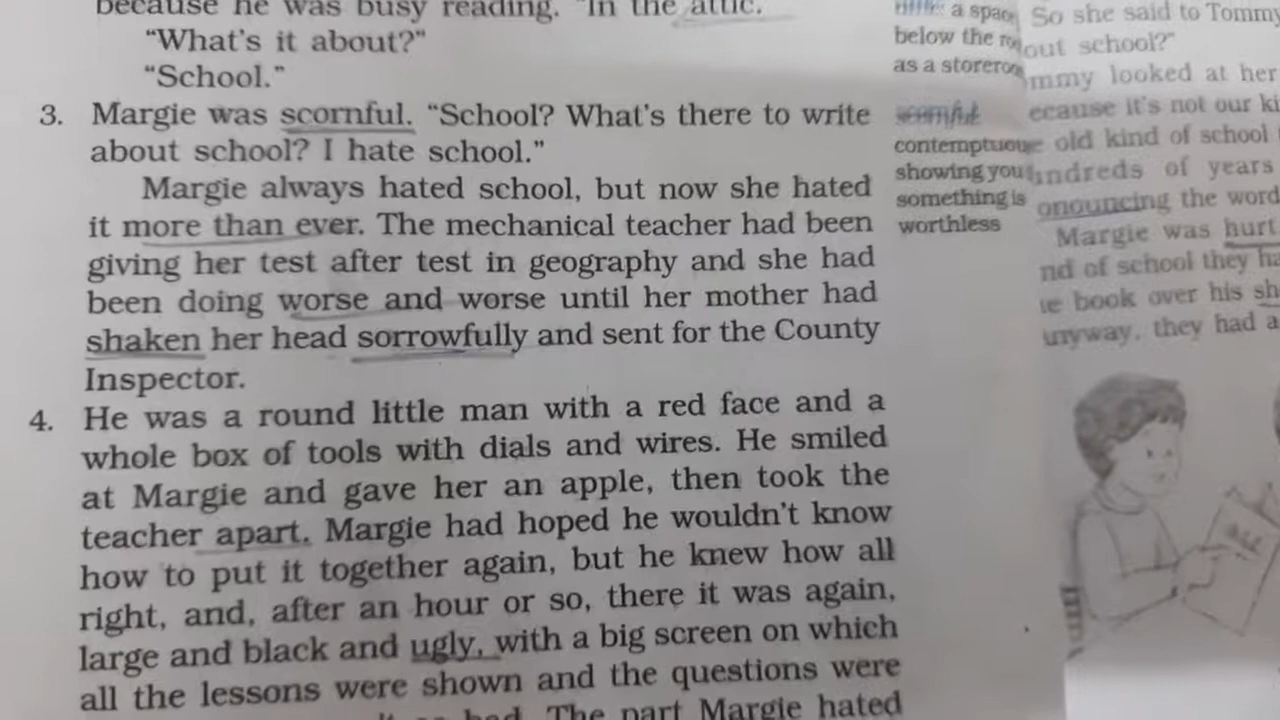 because he was busy reading. "In the attic.
"What's it about?"
"School."
3. Margie was scornful. "School? What's there to write
about school? I hate school."
Margie always hated school, but now she hated
it more than ever. The mechanical teacher had been
giving her test after test in geography and she had
been doing worse and worse until her mother had
shaken her head sorrowfully and sent for the County
Inspector.
4. He was a round little man with a red face and a
whole box of tools with dials and wires. He smiled
at Margie and gave her an apple, then took the
teacher apart. Margie had hoped he wouldn't know
how to put it together again, but he knew how all
right, and, after an hour or so, there it was again,
large and black and ugly, with a big screen on which
all the lessons were shown and the questions were
had. The part Margie hated
a space
below the
as a storeroom
scornful
contemptuous
showing you
something is
worthless
So she said to Tommy
out school?"
mmy looked at her
ecause it's not our ki
old kind of school
undreds of years
onouncing the word
Margie was hurt
nd of school they ha
e book over his sh
unyway, they had a